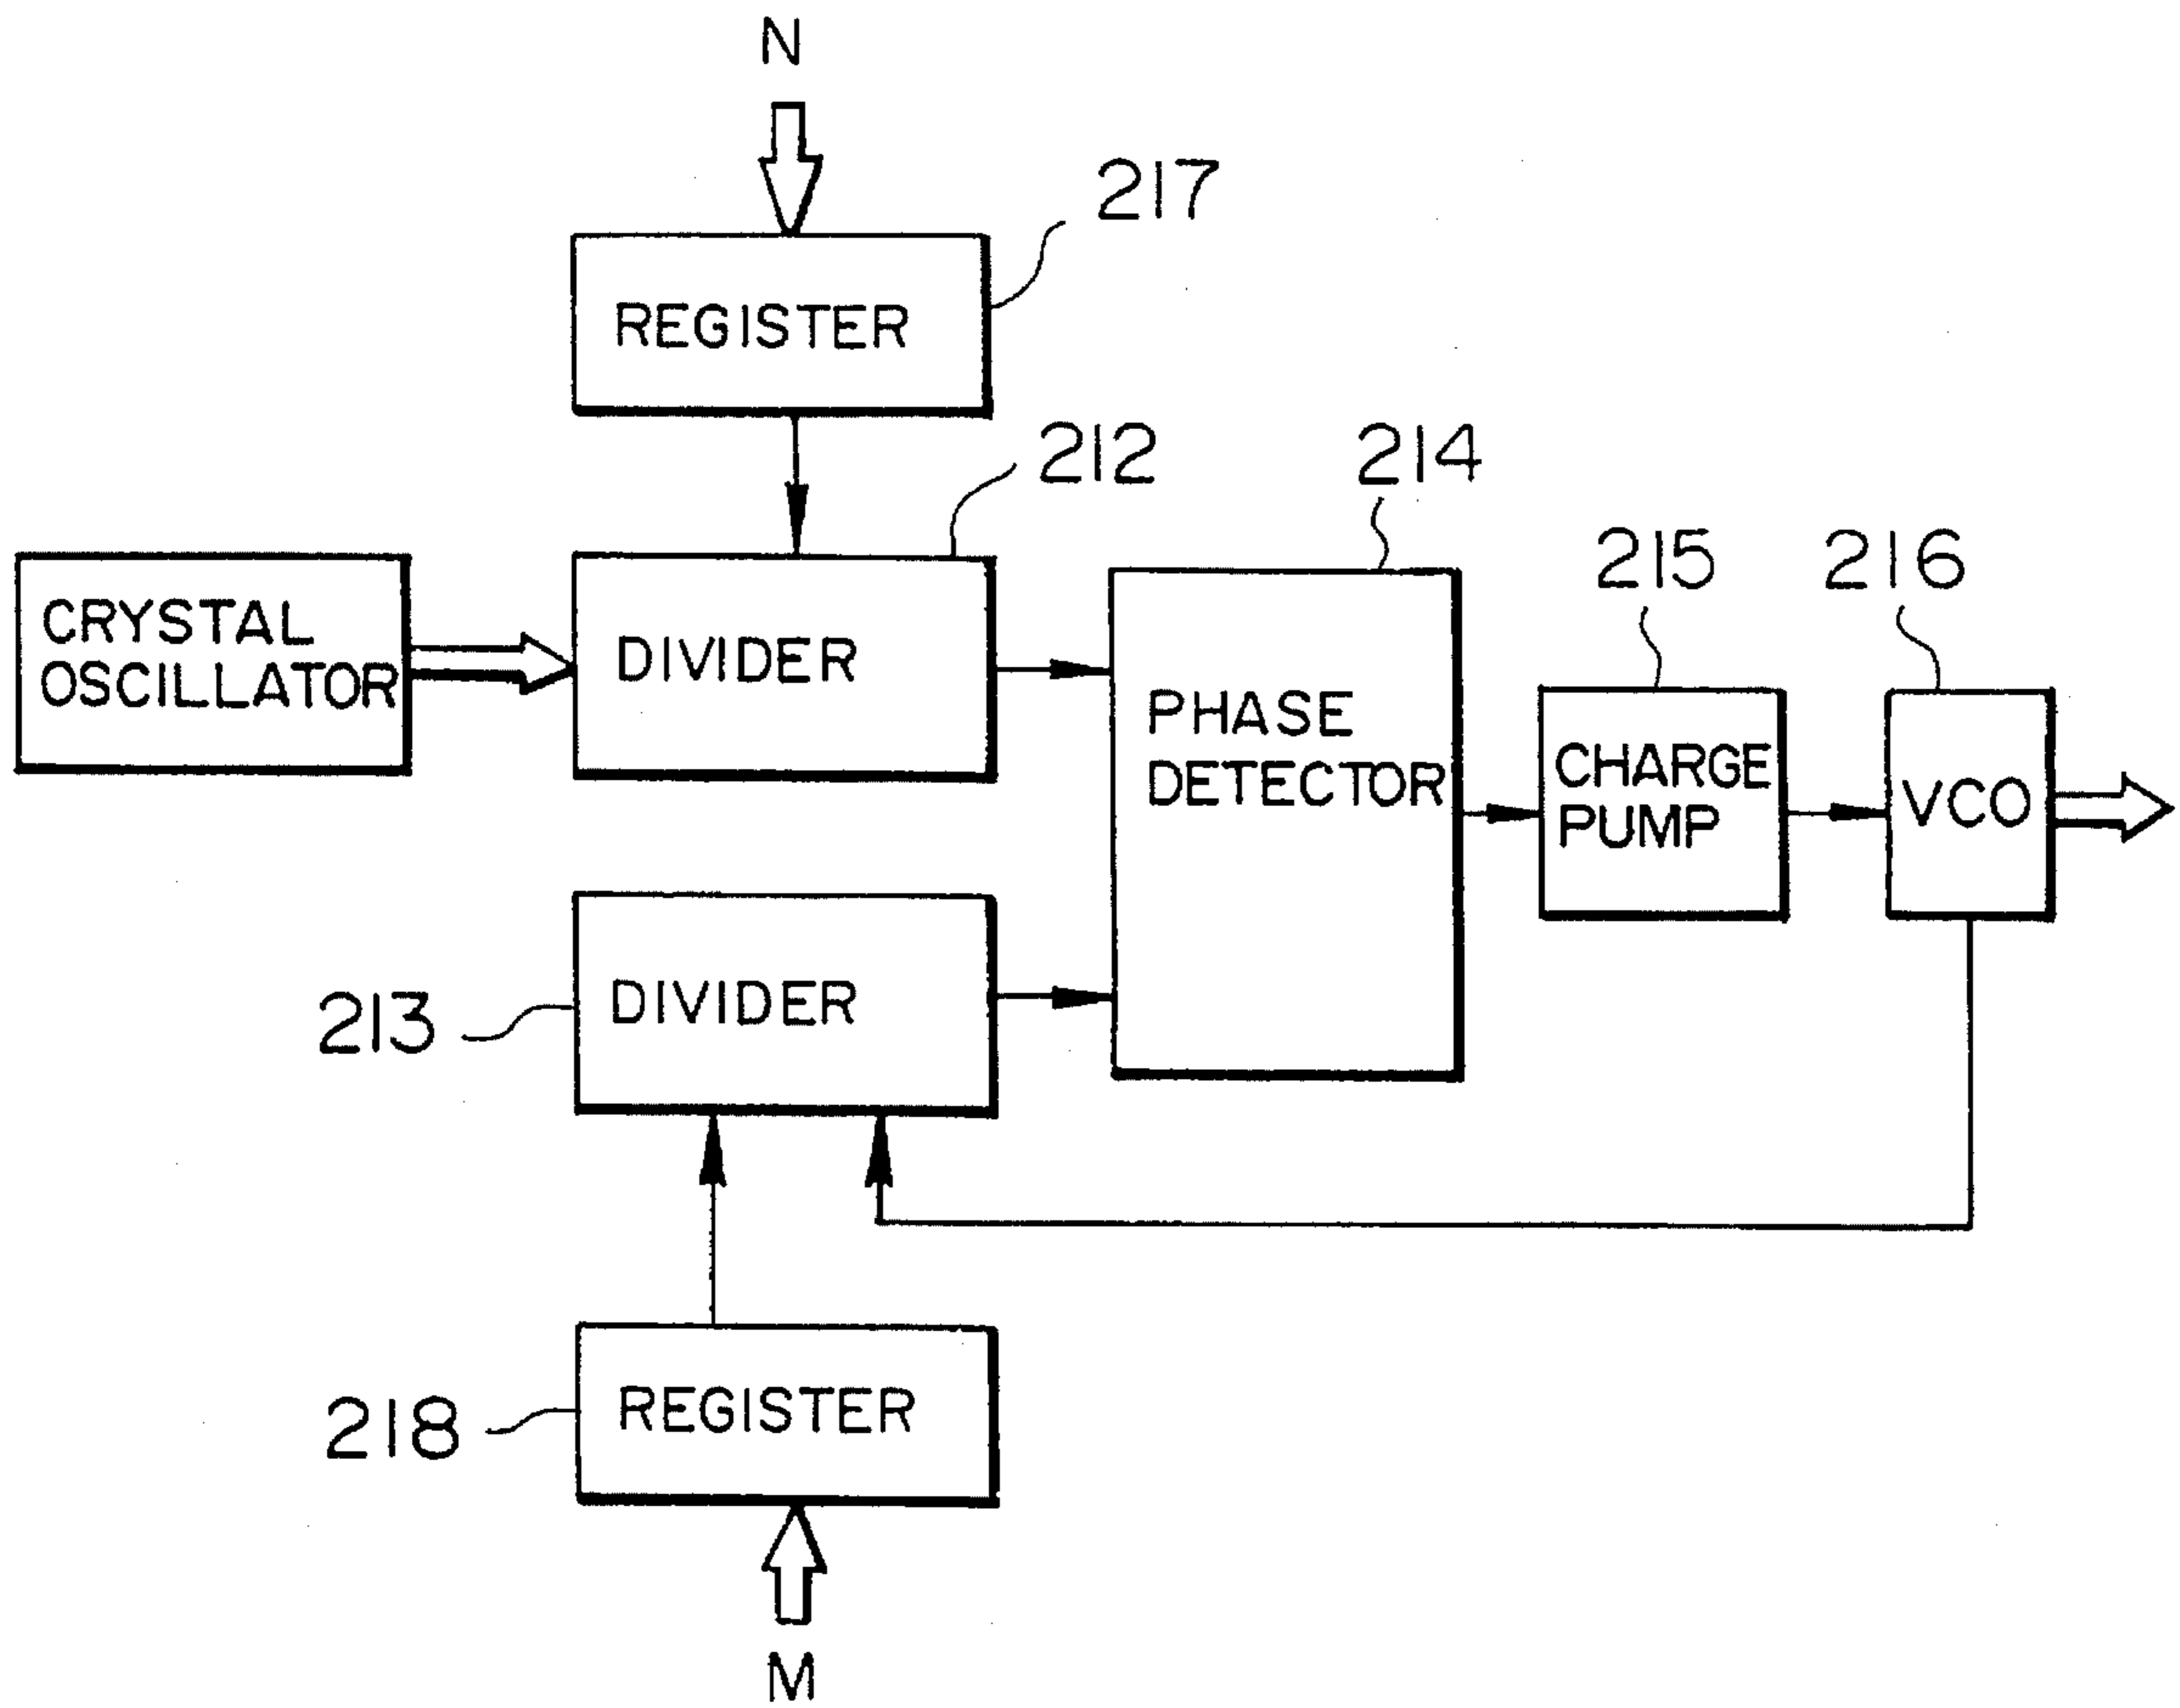 N
217
REGISTER
212
214
215
216
CRYSTAL
OSCILLATOR
DIVIDER
PHASE
DETECTOR
CHARGE
PUMP
VCO
213
DIVIDER
218
REGISTER
M